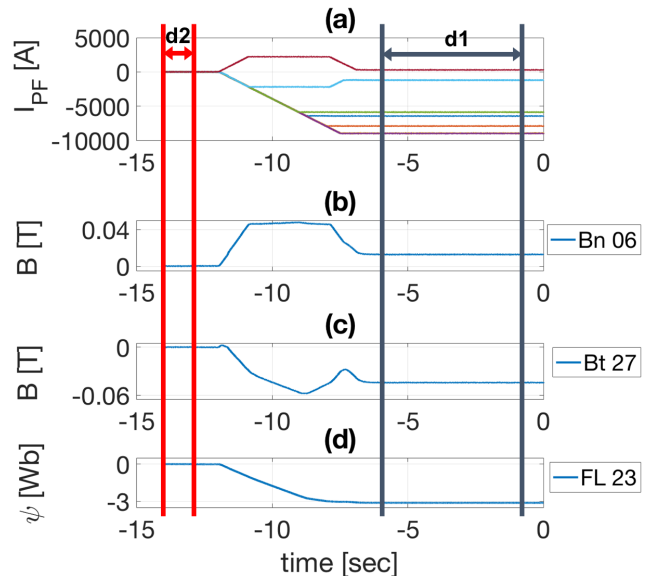 (a)
I_PF [A]
5000
0
-5000
-10000
d2
d1
-15
-10
-5
0
(b)
B [T]
0.04
0
Bn 06
-15
-10
-5
0
(c)
B [T]
0
-0.06
Bt 27
-15
-10
-5
0
(d)
ψ [Wb]
0
-3
FL 23
-15
-10
-5
0
time [sec]